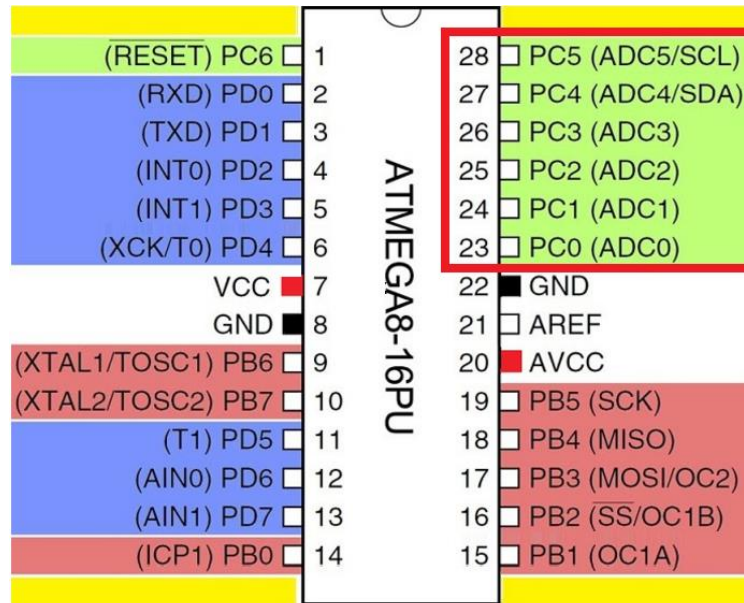 (RESET) PC6 1
(RXD) PD0 2
(TXD) PD1 3
(INT0) PD2 4
(INT1) PD3 5
(XCK/T0) PD4 6
VCC 7
GND 8
(XTAL1/TOSC1) PB6 9
(XTAL2/TOSC2) PB7 10
(T1) PD5 11
(AIN0) PD6 12
(AIN1) PD7 13
(ICP1) PB0 14
ATMEGA8-16PU
28 PC5 (ADC5/SCL)
27 PC4 (ADC4/SDA)
26 PC3 (ADC3)
25 PC2 (ADC2)
24 PC1 (ADC1)
23 PC0 (ADC0)
22 GND
21 AREF
20 AVCC
19 PB5 (SCK)
18 PB4 (MISO)
17 PB3 (MOSI/OC2)
16 PB2 (SS/OC1B)
15 PB1 (OC1A)